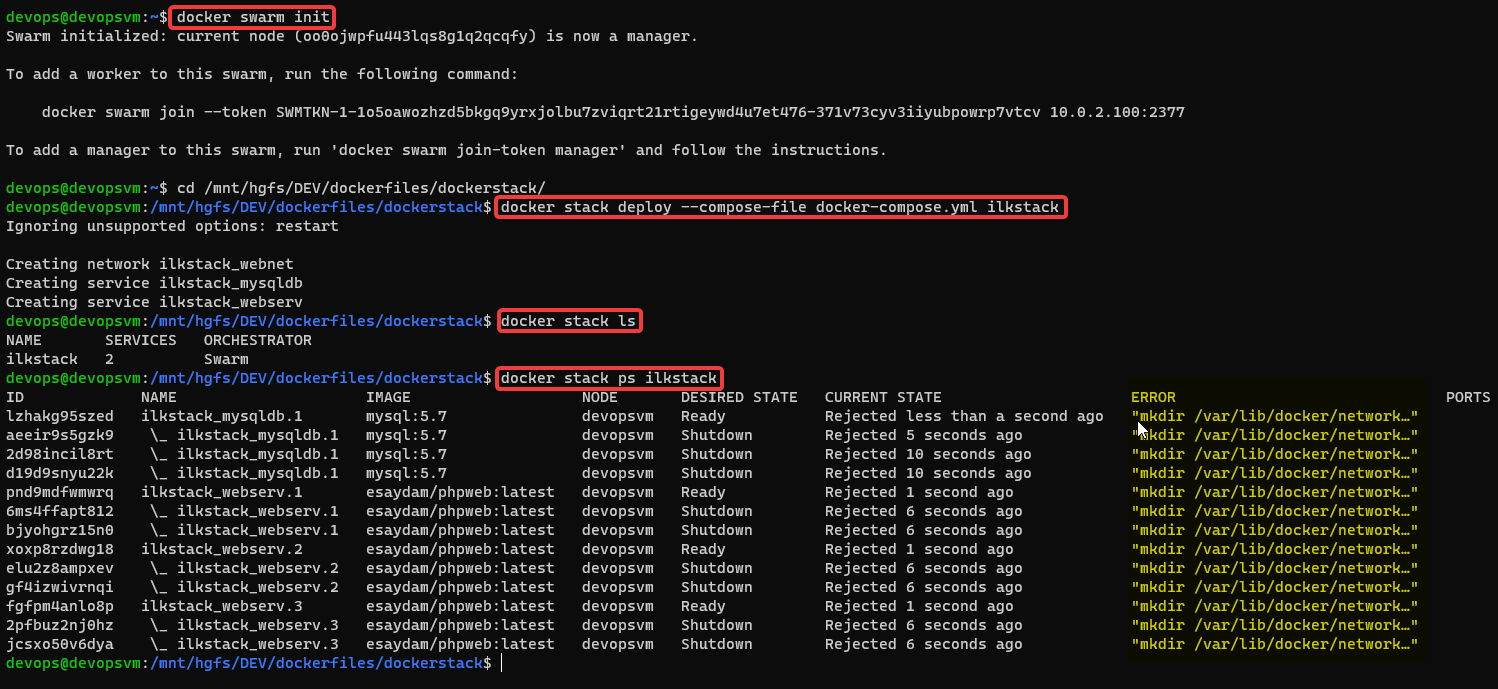 devops@devopsvm:~$ docker swarm init
Swarm initialized: current node (oo0ojwpfu443lqs8g1q2qcqfy) is now a manager.
To add a worker to this swarm, run the following command:
docker swarm join --token SWMTKN-1-1o5oawozhzd5bkgq9yrxjolbu7zviqrt21rtigeywd4u7et476-371v73cyv3iiyubpowrp7vtcv 10.0.2.100:2377
To add a manager to this swarm, run 'docker swarm join-token manager' and follow the instructions.
devops@devopsvm:~$ cd /mnt/hgfs/DEV/dockerfiles/dockerstack/
devops@devopsvm:/mnt/hgfs/DEV/dockerfiles/dockerstack$ docker stack deploy --compose-file docker-compose.yml ilkstack
Ignoring unsupported options: restart
Creating network ilkstack_webnet
Creating service ilkstack_mysqldb
Creating service ilkstack_webserv
devops@devopsvm:/mnt/hgfs/DEV/dockerfiles/dockerstack$ docker stack ls
NAME SERVICES ORCHESTRATOR
ilkstack 2 Swarm
devops@devopsvm:/mnt/hgfs/DEV/dockerfiles/dockerstack$ docker stack ps ilkstack
ID NAME IMAGE NODE DESIRED STATE CURRENT STATE ERROR PORTS
lzhakg95szed ilkstack_mysqldb.1 mysql:5.7 devopsvm Ready Rejected less than a second ago "mkdir /var/lib/docker/network…"
aeeir9s5gzk9 \_ ilkstack_mysqldb.1 mysql:5.7 devopsvm Shutdown Rejected 5 seconds ago "mkdir /var/lib/docker/network…"
2d98incil8rt \_ ilkstack_mysqldb.1 mysql:5.7 devopsvm Shutdown Rejected 10 seconds ago "mkdir /var/lib/docker/network…"
d19d9snyu22k \_ ilkstack_mysqldb.1 mysql:5.7 devopsvm Shutdown Rejected 10 seconds ago "mkdir /var/lib/docker/network…"
pnd9mdfwmwrq ilkstack_webserv.1 esaydam/phpweb:latest devopsvm Ready Rejected 1 second ago "mkdir /var/lib/docker/network…"
6ms4ffapt812 \_ ilkstack_webserv.1 esaydam/phpweb:latest devopsvm Shutdown Rejected 6 seconds ago "mkdir /var/lib/docker/network…"
bjyohgrz15n0 \_ ilkstack_webserv.1 esaydam/phpweb:latest devopsvm Shutdown Rejected 6 seconds ago "mkdir /var/lib/docker/network…"
xoxp8rzdwg18 ilkstack_webserv.2 esaydam/phpweb:latest devopsvm Ready Rejected 1 second ago "mkdir /var/lib/docker/network…"
elu2z8ampxev \_ ilkstack_webserv.2 esaydam/phpweb:latest devopsvm Shutdown Rejected 6 seconds ago "mkdir /var/lib/docker/network…"
gf4izwivrnqi \_ ilkstack_webserv.2 esaydam/phpweb:latest devopsvm Shutdown Rejected 6 seconds ago "mkdir /var/lib/docker/network…"
fgfpm4anlo8p ilkstack_webserv.3 esaydam/phpweb:latest devopsvm Ready Rejected 1 second ago "mkdir /var/lib/docker/network…"
2pfbuz2nj0hz \_ ilkstack_webserv.3 esaydam/phpweb:latest devopsvm Shutdown Rejected 6 seconds ago "mkdir /var/lib/docker/network…"
jcsxo50v6dya \_ ilkstack_webserv.3 esaydam/phpweb:latest devopsvm Shutdown Rejected 6 seconds ago "mkdir /var/lib/docker/network…"
devops@devopsvm:/mnt/hgfs/DEV/dockerfiles/dockerstack$